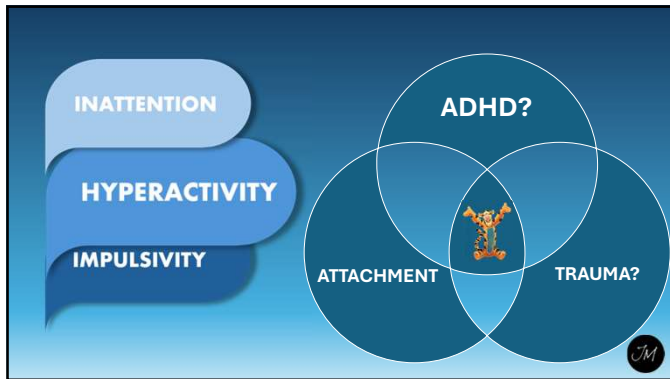 INATTENTION
HYPERACTIVITY
IMPULSIVITY
ADHD?
ATTACHMENT
TRAUMA?
JM